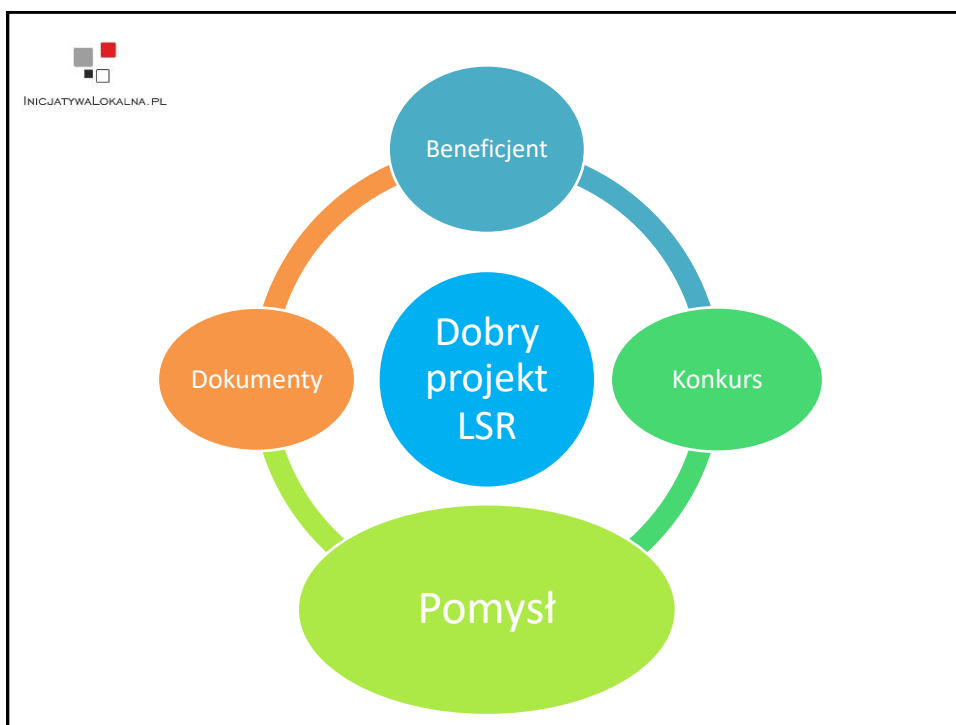 InicjatywaLokalna.pl
Beneficjent
Dokumenty
Dobry
projekt
LSR
Konkurs
Pomysł